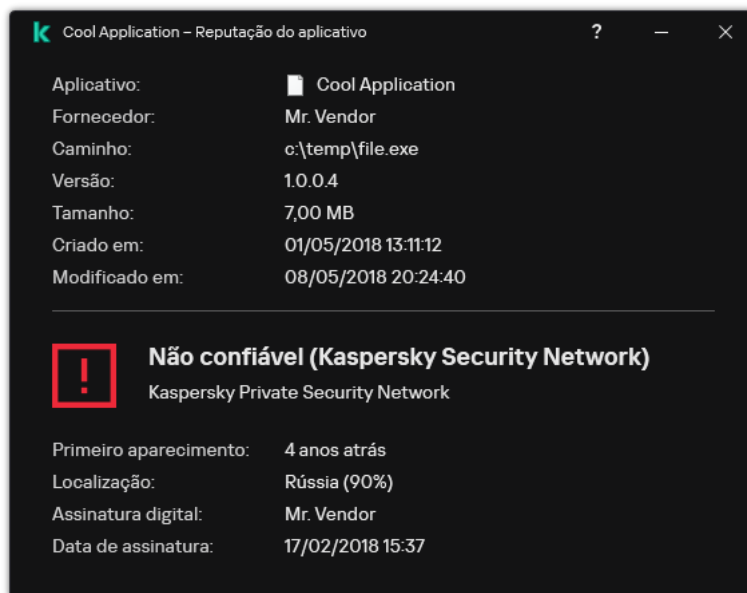 Cool Application – Reputação do aplicativo ?
Aplicativo: Cool Application
Fornecedor: Mr. Vendor
Caminho: c:\temp\file.exe
Versão: 1.0.0.4
Tamanho: 7,00 MB
Criado em: 01/05/2018 13:11:12
Modificado em: 08/05/2018 20:24:40
Não confiável (Kaspersky Security Network)
Kaspersky Private Security Network
Primeiro aparecimento: 4 anos atrás
Localização: Rússia (90%)
Assinatura digital: Mr. Vendor
Data de assinatura: 17/02/2018 15:37